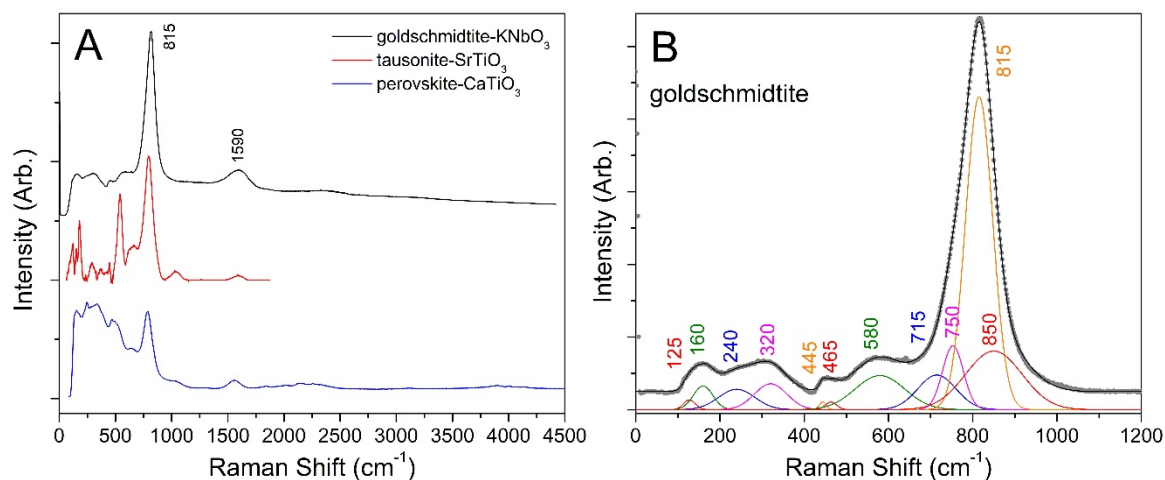 A
goldschmidtite-KNbO₃
tausonite-SrTiO₃
perovskite-CaTiO₃
815
1590
Intensity (Arb.)
0 500 1000 1500 2000 2500 3000 3500 4000 4500
Raman Shift (cm⁻¹)
B
goldschmidtite
815
125
160
240
320
445
465
580
715
750
850
Intensity (Arb.)
0 200 400 600 800 1000 1200
Raman Shift (cm⁻¹)